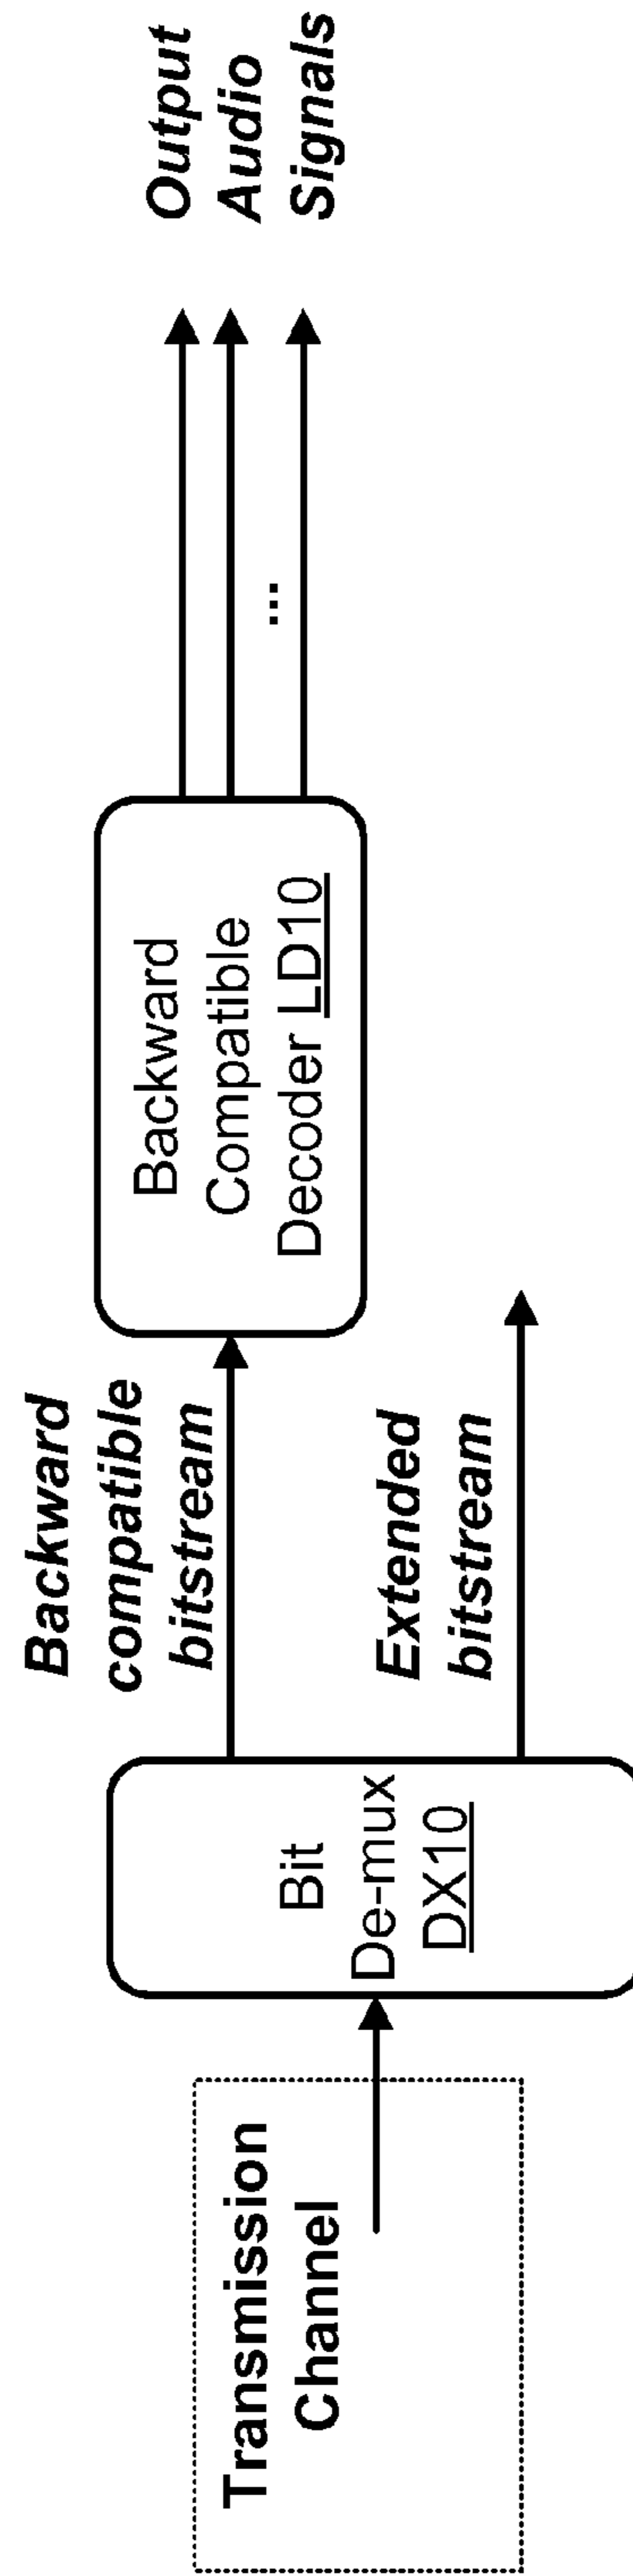 Transmission
Channel
Bit
De-mux
DX10
Backward
compatible
bitstream
Extended
bitstream
Backward
Compatible
Decoder LD10
...
Output
Audio
Signals